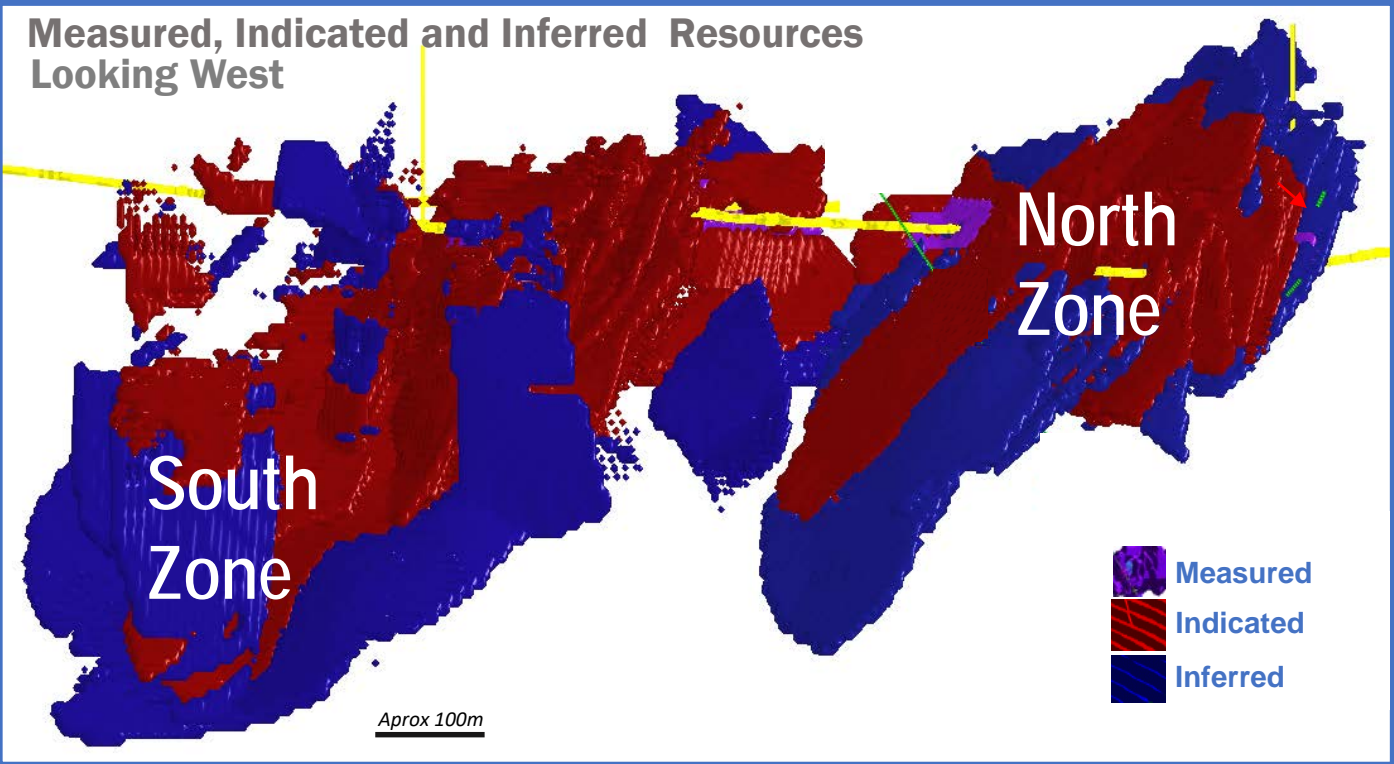 Measured, Indicated and Inferred Resources
Looking West
North
Zone
South
Zone
Measured
Indicated
Inferred
Aprox 100m